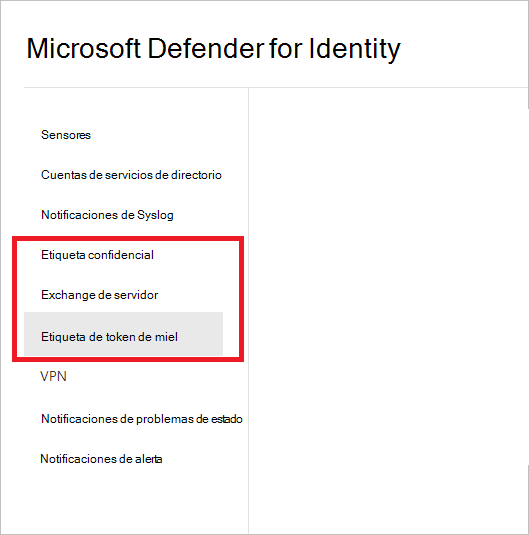 Microsoft Defender for Identity
Sensores
Cuentas de servicios de directorio
Notificaciones de Syslog
Etiqueta confidencial
Exchange de servidor
Etiqueta de token de miel
VPN
Notificaciones de problemas de estado
Notificaciones de alerta